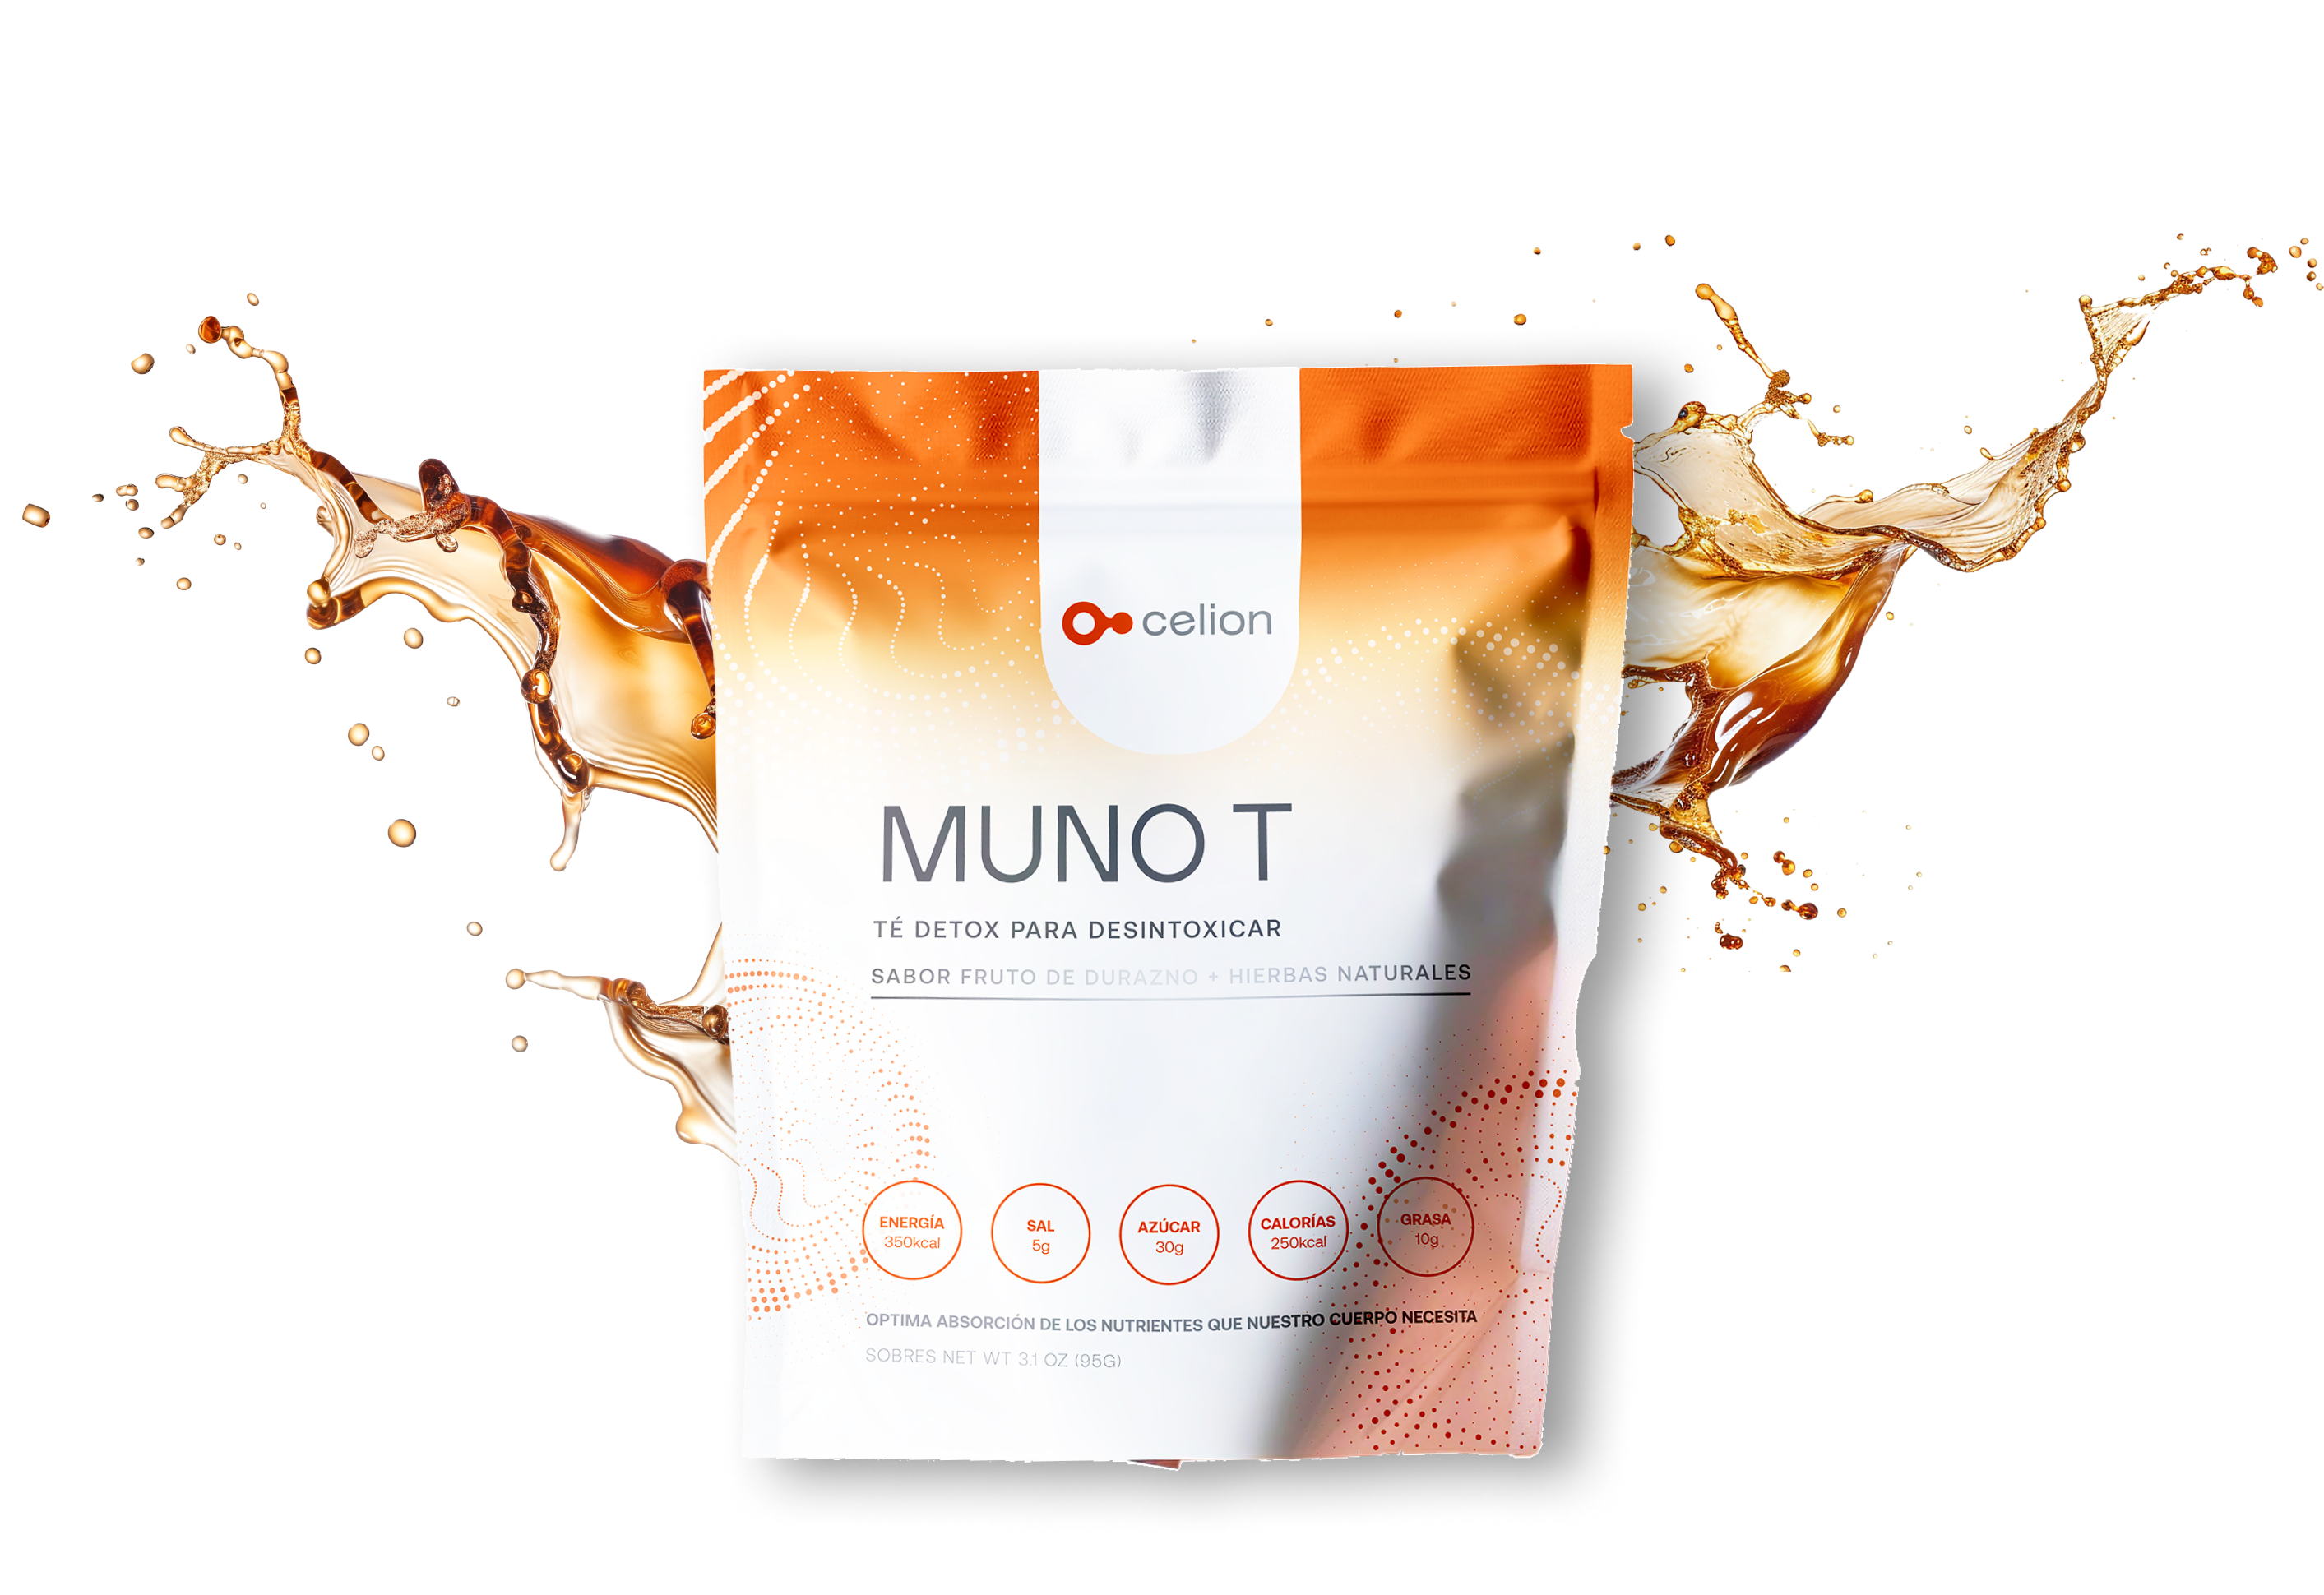 celion
MUNO T
TÉ DETOX PARA DESINTOXICAR
SABOR FRUTO DE DURAZNO + HIERBAS NATURALES
ENERGÍA
350kcal
SAL
5g
AZÚCAR
30g
CALORÍAS
250kcal
GRASA
10g
OPTIMA ABSORCIÓN DE LOS NUTRIENTES QUE NUESTRO CUERPO NECESITA
SOBRES NET WT 3.1 OZ (95G)